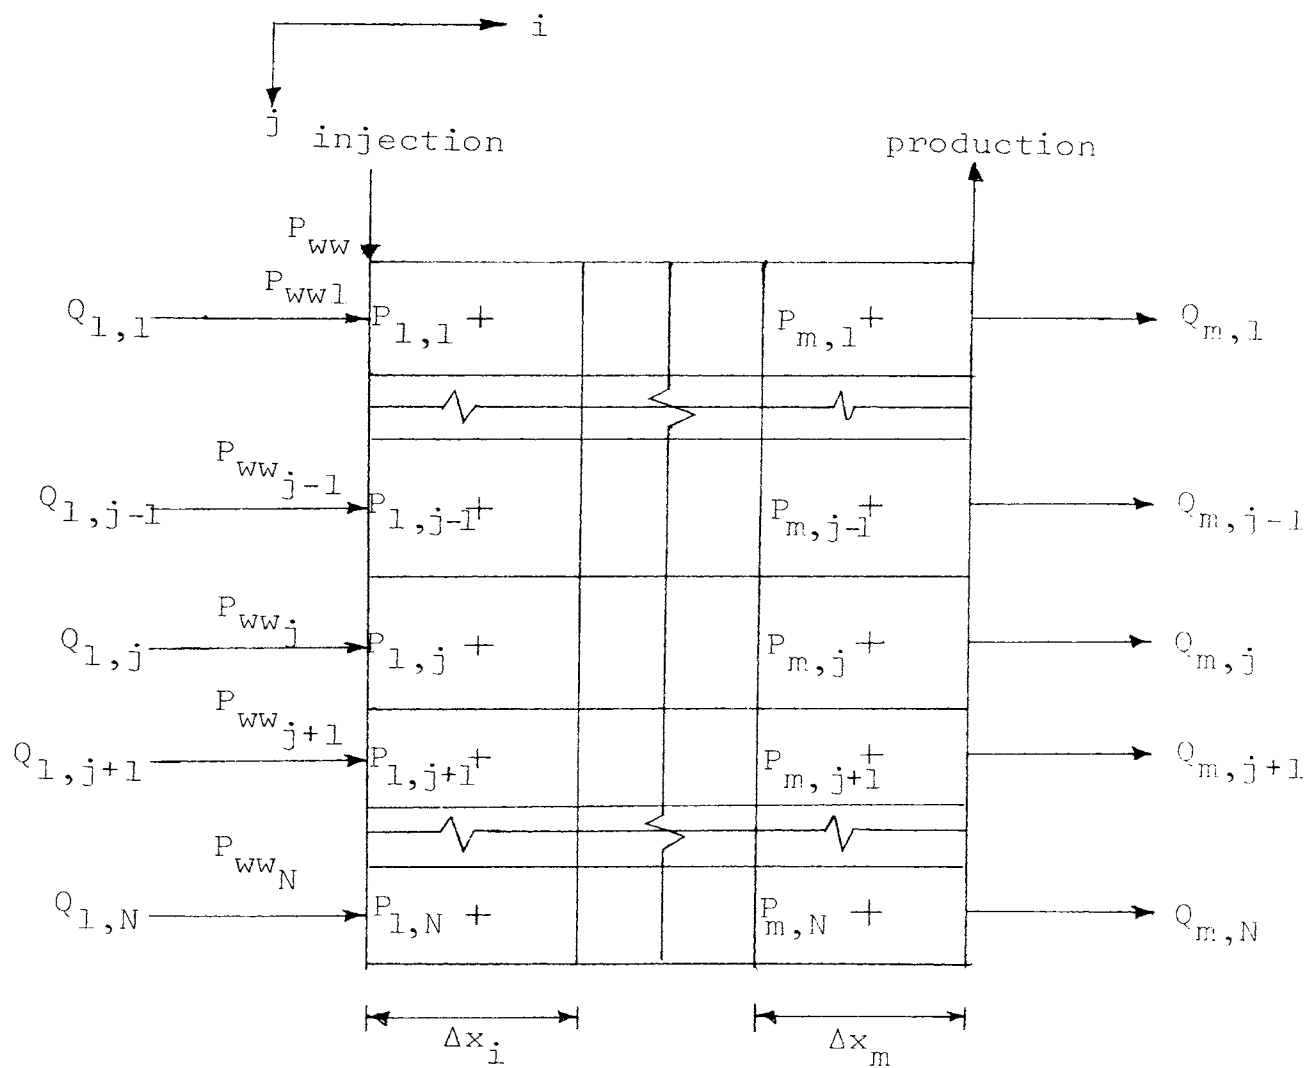 i
j
injection production
P_ww
P_ww1
Q_1,1 P_1,1 + P_m,1 + Q_m,1
P_ww_j-1
Q_1,j-1 P_1,j-1 + P_m,j-1 + Q_m,j-1
P_ww_j
Q_1,j P_1,j + P_m,j + Q_m,j
P_ww_j+1
Q_1,j+1 P_1,j+1 + P_m,j+1 + Q_m,j+1
P_ww_N
Q_1,N P_1,N + P_m,N + Q_m,N
Δx_i Δx_m